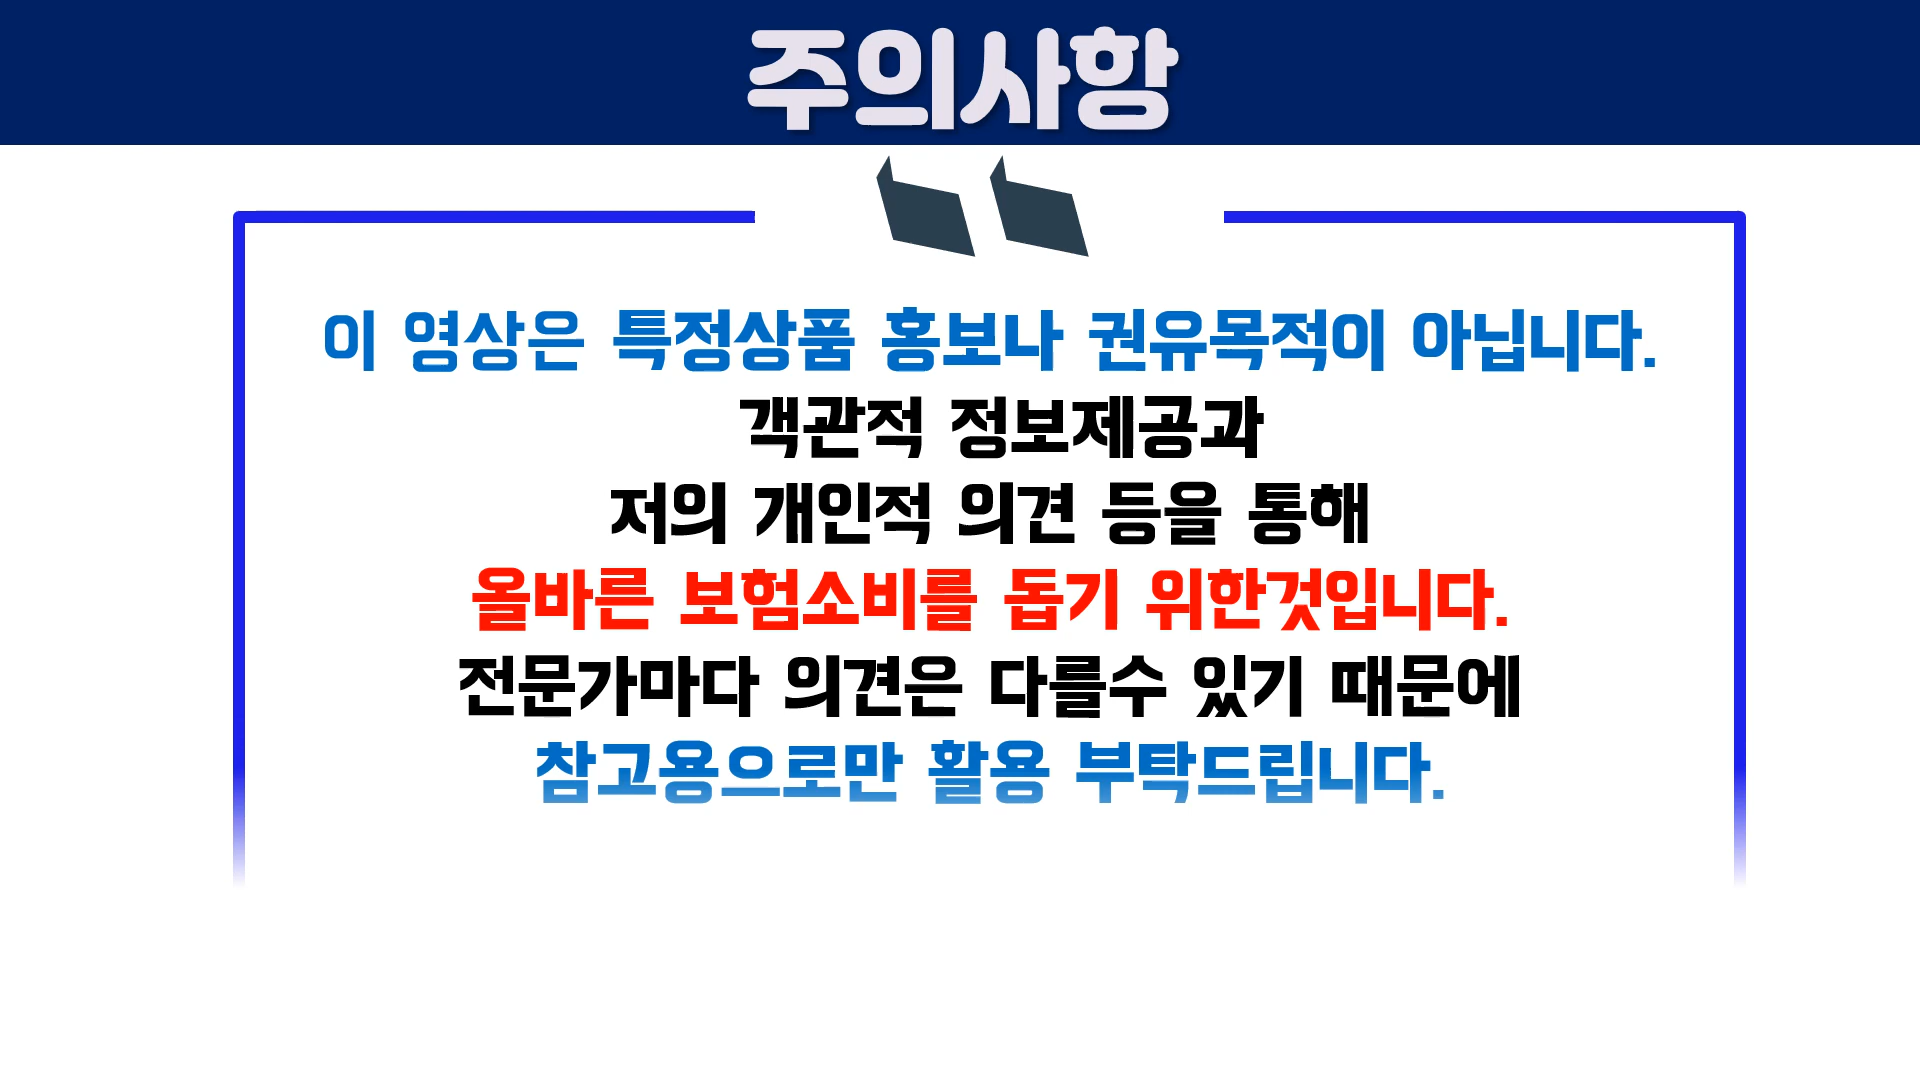 주의사항
이 영상은 특정상품 홍보나 권유목적이 아닙니다.
객관적 정보제공과
저의 개인적 의견 등을 통해
올바른 보험소비를 돕기 위한것입니다.
전문가마다 의견은 다를수 있기 때문에
참고용으로만 활용 부탁드립니다.